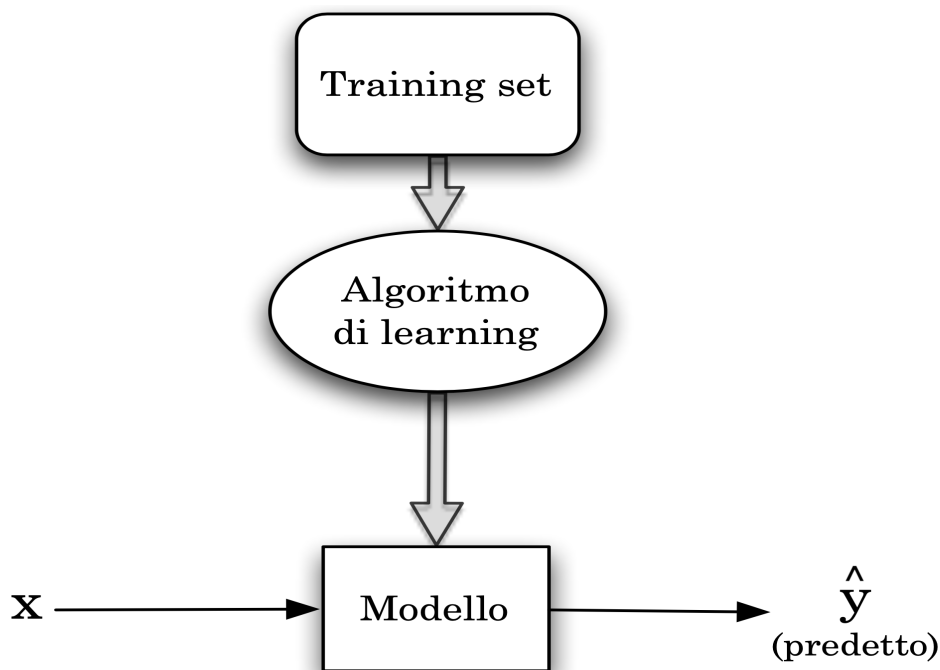 Training set
Algoritmo
di learning
x
Modello
ŷ
(predetto)